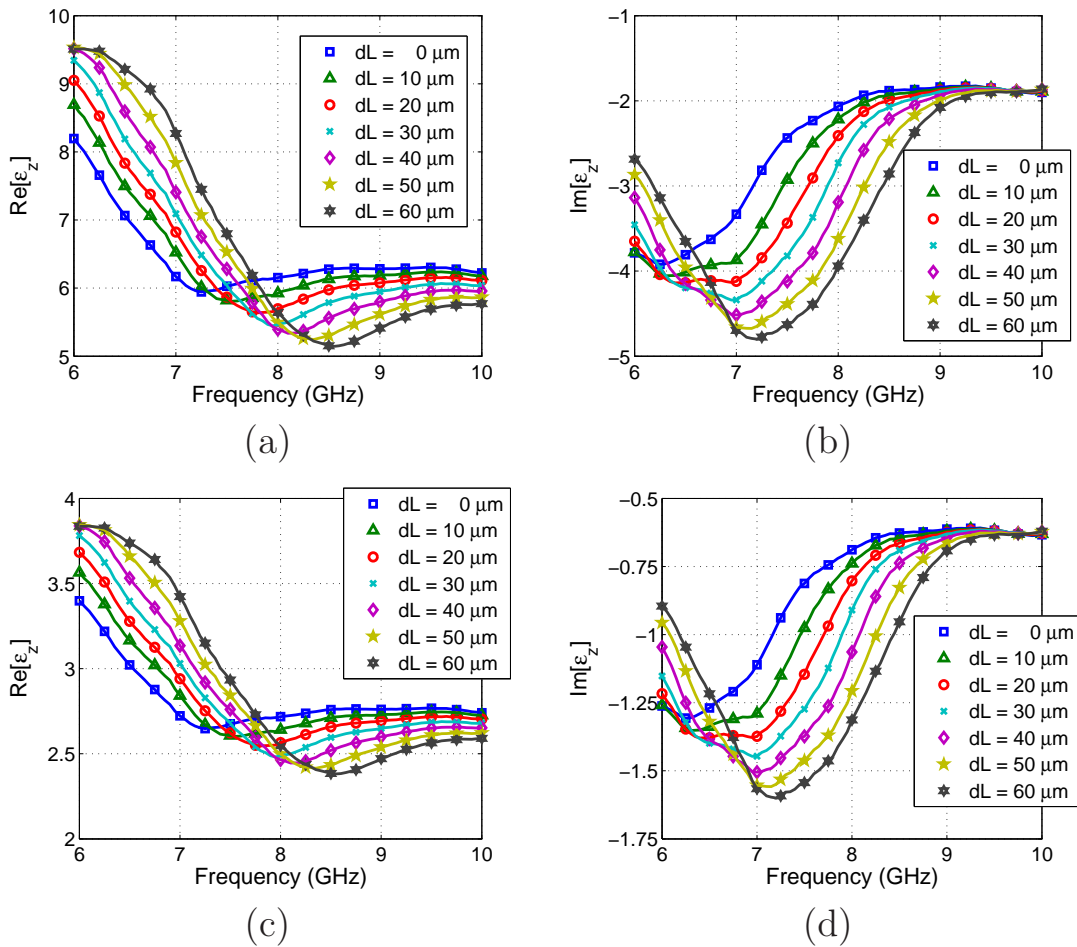 10
9
8
7
6
5
6
7
8
9
10
Re[ε_z]
Frequency (GHz)
dL = 0 μm
dL = 10 μm
dL = 20 μm
dL = 30 μm
dL = 40 μm
dL = 50 μm
dL = 60 μm
(a)
−1
−2
−3
−4
−5
6
7
8
9
10
Im[ε_z]
Frequency (GHz)
dL = 0 μm
dL = 10 μm
dL = 20 μm
dL = 30 μm
dL = 40 μm
dL = 50 μm
dL = 60 μm
(b)
4
3.5
3
2.5
2
6
7
8
9
10
Re[ε_z]
Frequency (GHz)
dL = 0 μm
dL = 10 μm
dL = 20 μm
dL = 30 μm
dL = 40 μm
dL = 50 μm
dL = 60 μm
(c)
−0.5
−0.75
−1
−1.25
−1.5
−1.75
6
7
8
9
10
Im[ε_z]
Frequency (GHz)
dL = 0 μm
dL = 10 μm
dL = 20 μm
dL = 30 μm
dL = 40 μm
dL = 50 μm
dL = 60 μm
(d)